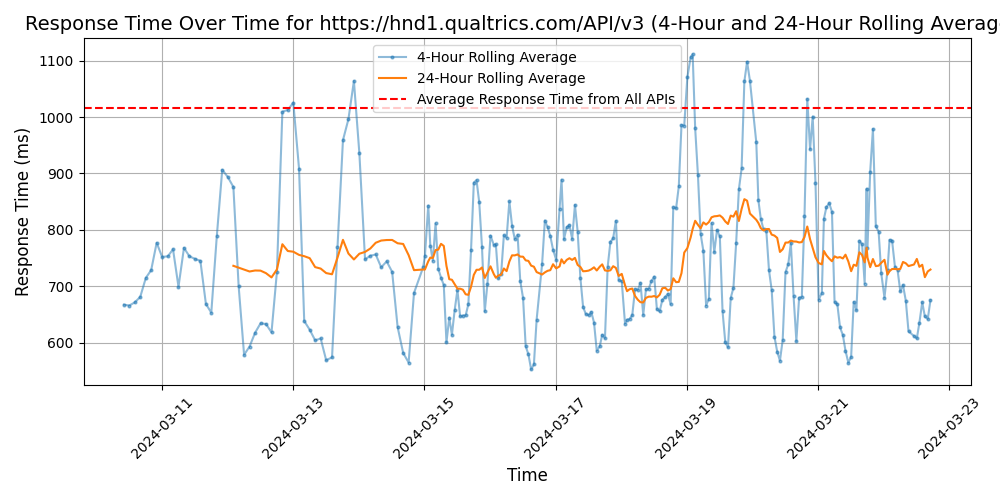 Response Time Over Time for https://hnd1.qualtrics.com/API/v3 (4-Hour and 24-Hour Rolling Averag
4-Hour Rolling Average
24-Hour Rolling Average
Average Response Time from All APIs
Response Time (ms)
1100
1000
900
800
700
600
2024-03-11
2024-03-13
2024-03-15
2024-03-17
2024-03-19
2024-03-21
2024-03-23
Time